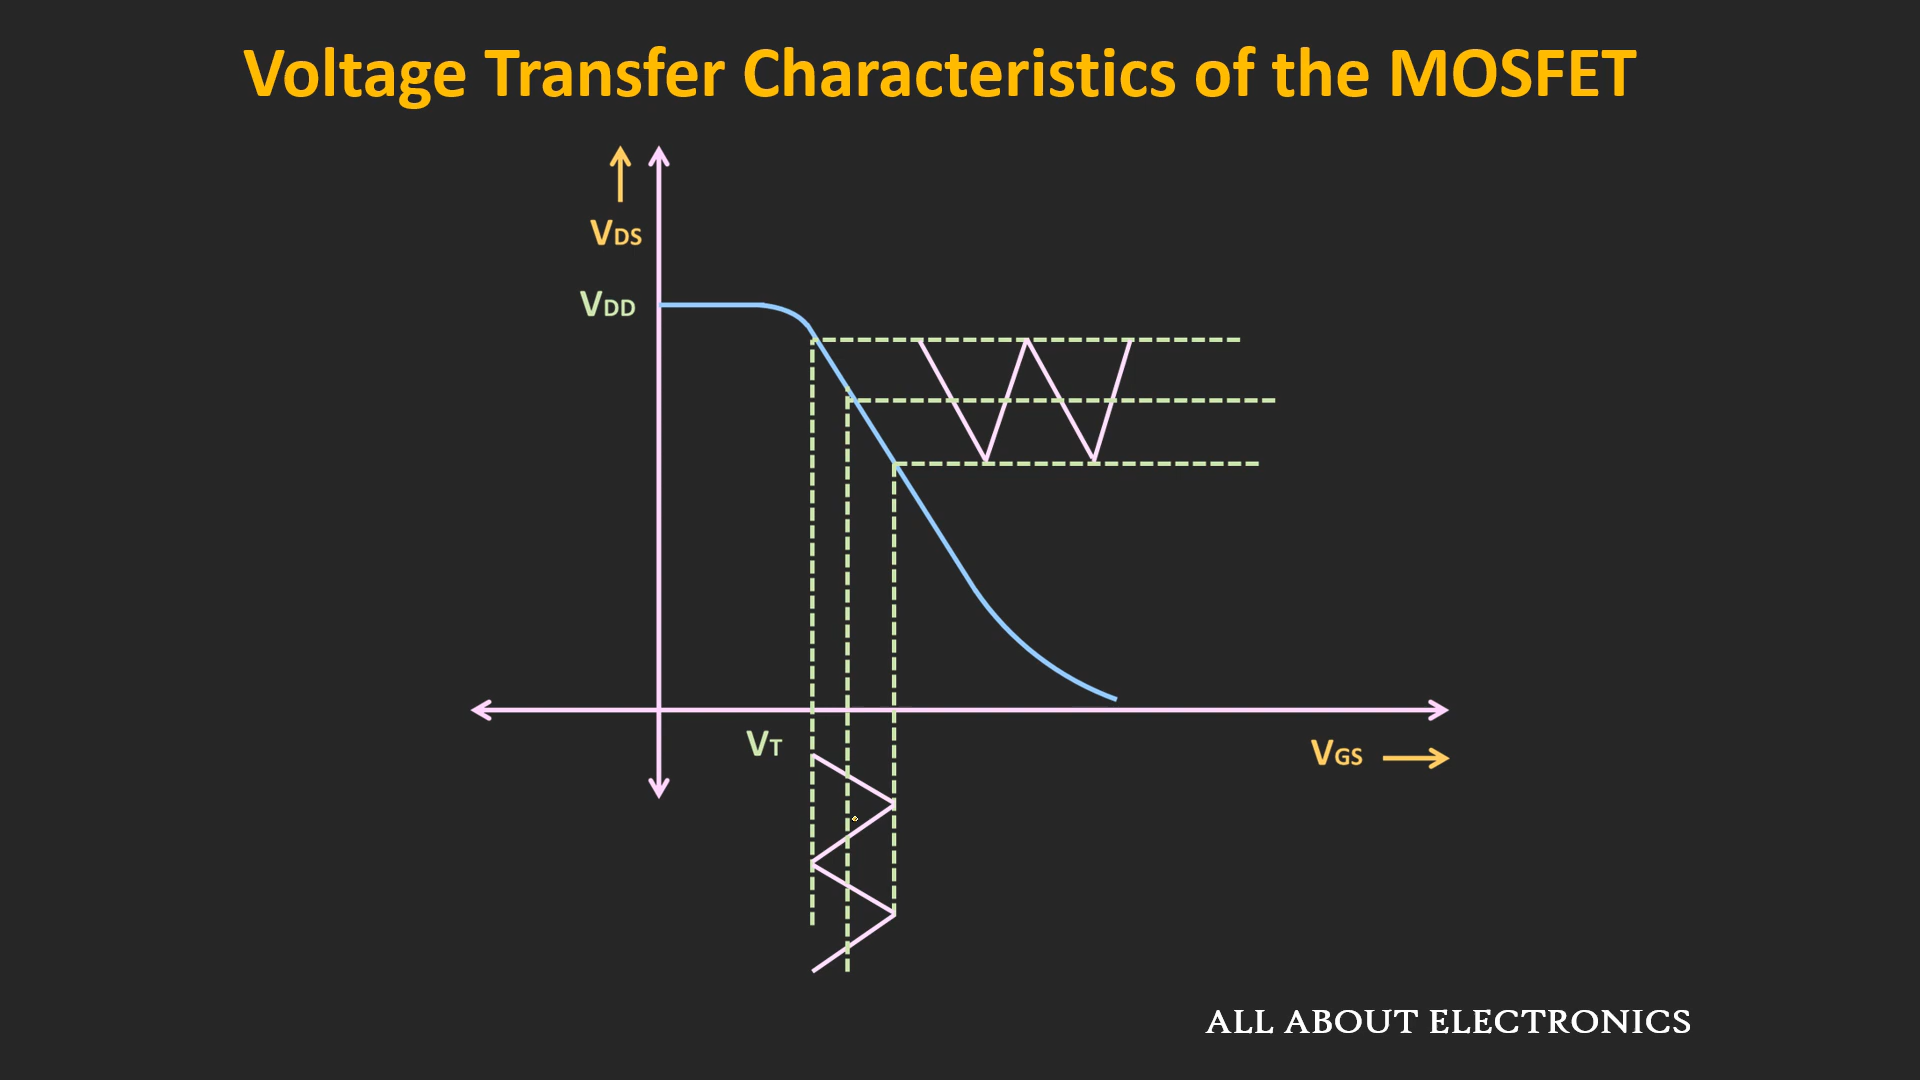 Voltage Transfer Characteristics of the MOSFET
VDS
VDD
VT
VGS
ALL ABOUT ELECTRONICS